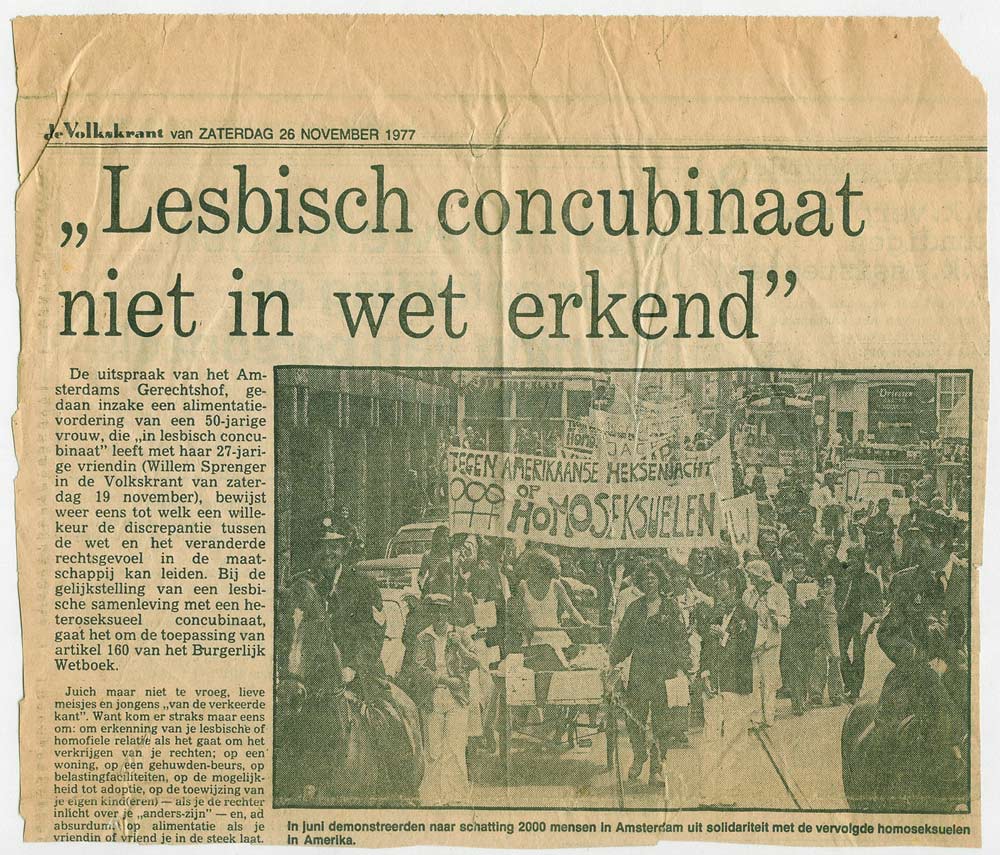 de Volkskrant van ZATERDAG 26 NOVEMBER 1977
„Lesbisch concubinaat
niet in wet erkend”
De uitspraak van het Am-
sterdams Gerechtshof, ge-
daan inzake een alimentatie-
vordering van een 50-jarige
vrouw, die „in lesbisch concu-
binaat” leeft met haar 27-jari-
ge vriendin (Willem Sprenger
in de Volkskrant van zater-
dag 19 november), bewijst
weer eens tot welk een wille-
keur de discrepantie tussen
de wet en het veranderde
rechtsgevoel in de maat-
schappij kan leiden. Bij de
gelijkstelling van een lesbi-
sche samenleving met een he-
teroseksueel concubinaat,
gaat het om de toepassing van
artikel 160 van het Burgerlijk
Wetboek.
Juich maar niet te vroeg, lieve
meisjes en jongens „van de verkeerde
kant”. Want kom er straks maar eens
om: om erkenning van je lesbische of
homofiele relatie als het gaat om het
verkrijgen van je rechten; op een
woning, op een gehuwden-beurs, op
belastingfaciliteiten, op de mogelijk-
heid tot adoptie, op de toewijzing van
je eigen kind(eren) — als je de rechter
inlicht over je „anders-zijn” — en, ad
absurdum, op alimentatie als je
vriendin of vriend je in de steek laat.
JACHT
TEGEN AMERIKAANSE HEKSENJACHT
OP
HOMOSEKSUELEN
Driessen
In juni demonstreerden naar schatting 2000 mensen in Amsterdam uit solidariteit met de vervolgde homoseksuelen
in Amerika.